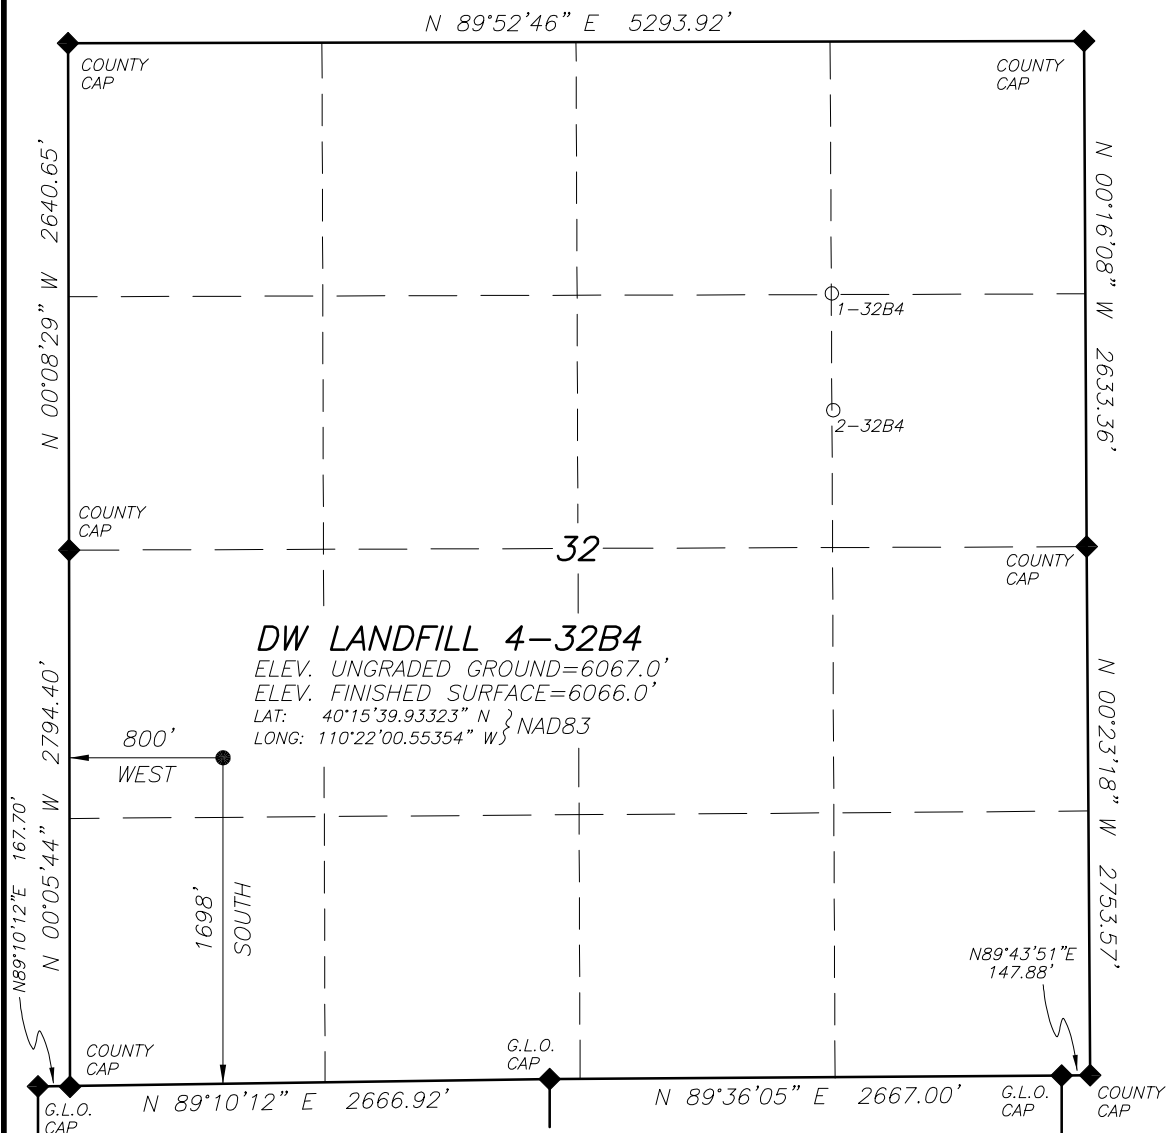 N 89°52'46" E 5293.92'
COUNTY
CAP
COUNTY
CAP
N 00°08'29" W 2640.65'
N 00°16'08" W 2633.36'
1-32B4
2-32B4
COUNTY
CAP
32
COUNTY
CAP
DW LANDFILL 4-32B4
ELEV. UNGRADED GROUND=6067.0'
ELEV. FINISHED SURFACE=6066.0'
LAT: 40°15'39.93323" N
LONG: 110°22'00.55354" W
} NAD83
800'
WEST
1698'
SOUTH
N 00°05'44" W 2794.40'
N89°10'12"E 167.70'
N 00°23'18" W 2753.57'
N89°43'51"E
147.88'
COUNTY
CAP
G.L.O.
CAP
G.L.O.
CAP
N 89°10'12" E 2666.92'
N 89°36'05" E 2667.00'
G.L.O.
CAP
COUNTY
CAP